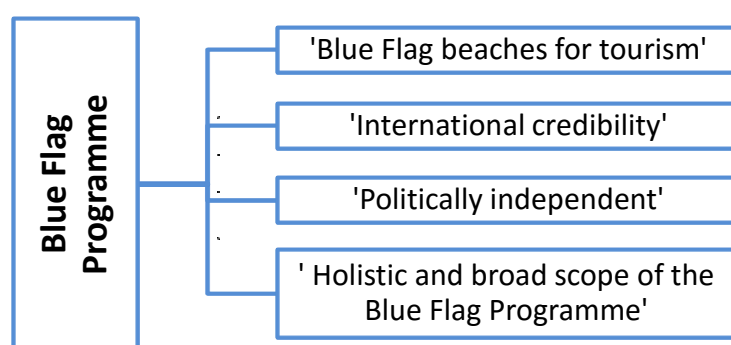 Blue Flag
Programme
'Blue Flag beaches for tourism'
'International credibility'
'Politically independent'
' Holistic and broad scope of the
Blue Flag Programme'